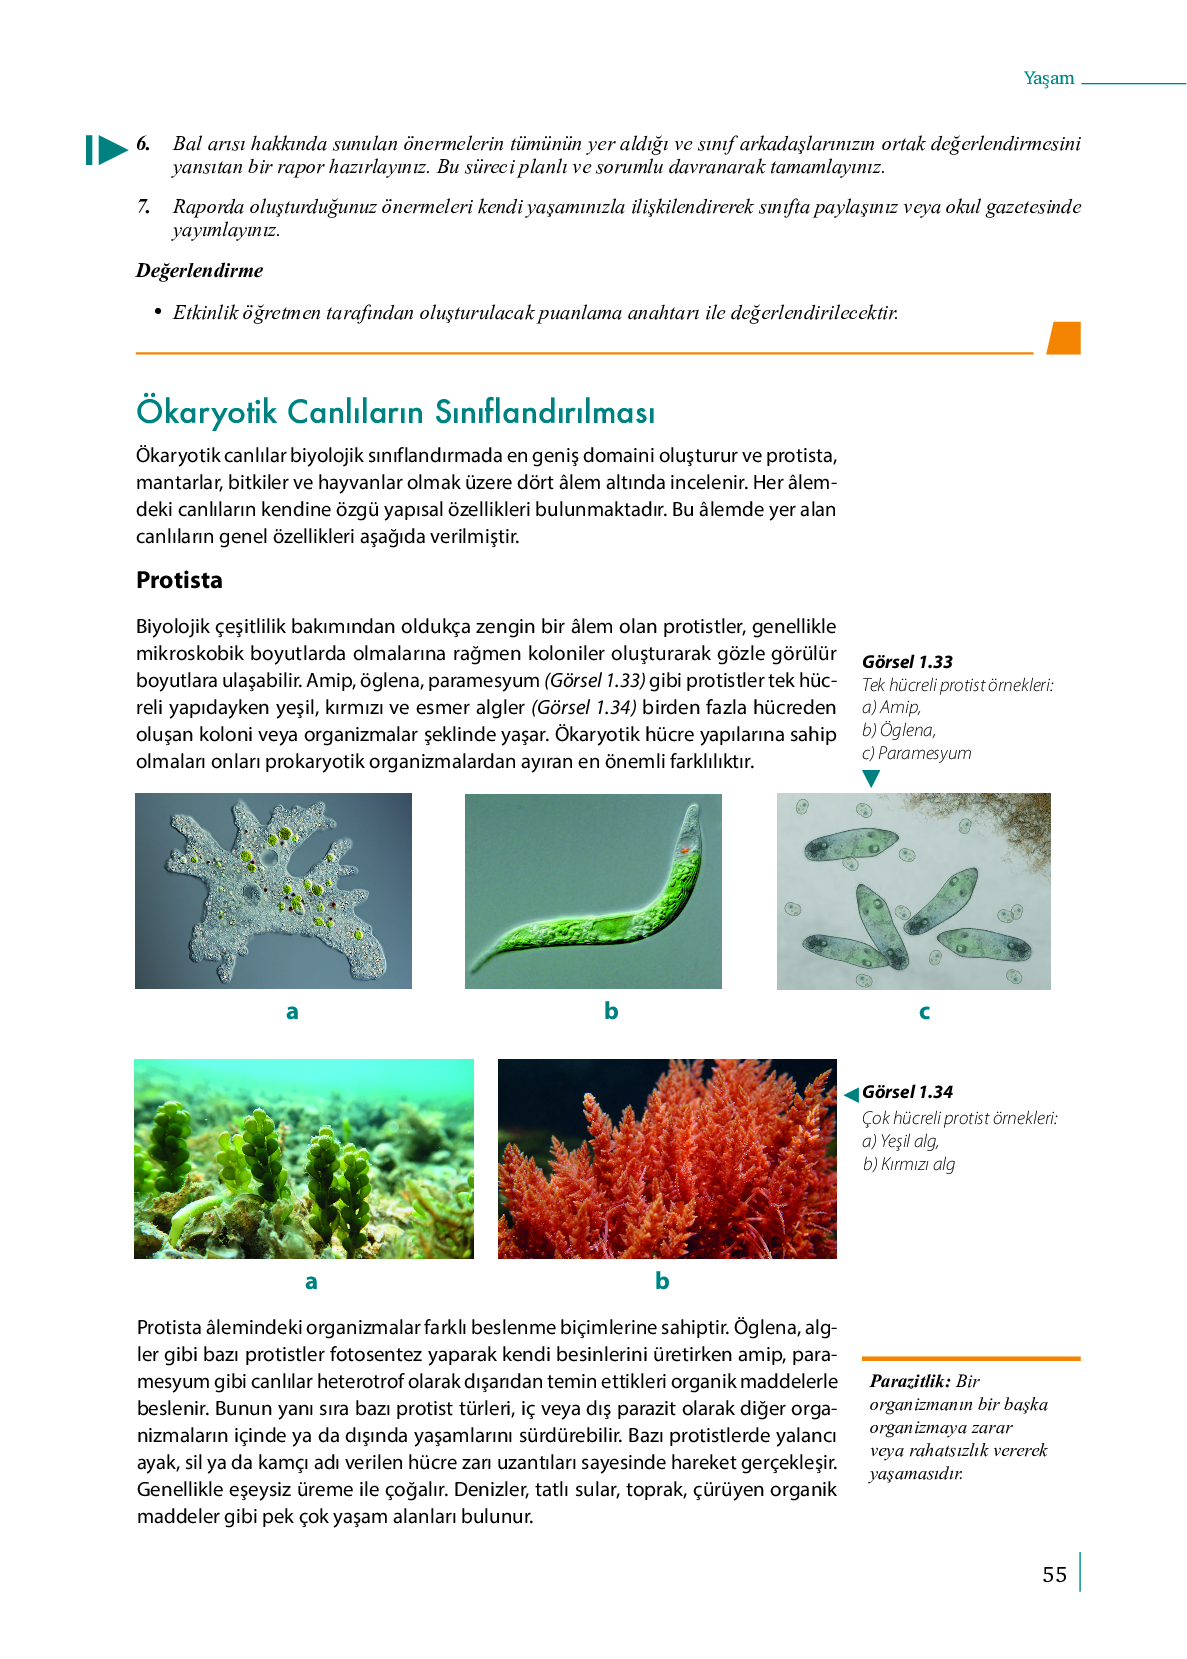 Yaşam
6. Bal arısı hakkında sunulan önermelerin tümünün yer aldığı ve sınıf arkadaşlarınızın ortak değerlendirmesini
yansıtan bir rapor hazırlayınız. Bu süreci planlı ve sorumlu davranarak tamamlayınız.
7. Raporda oluşturduğunuz önermeleri kendi yaşamınızla ilişkilendirerek sınıfta paylaşınız veya okul gazetesinde
yayımlayınız.
Değerlendirme
• Etkinlik öğretmen tarafından oluşturulacak puanlama anahtarı ile değerlendirilecektir.
Ökaryotik Canlıların Sınıflandırılması
Ökaryotik canlılar biyolojik sınıflandırmada en geniş domaini oluşturur ve protista,
mantarlar, bitkiler ve hayvanlar olmak üzere dört âlem altında incelenir. Her âlem-
deki canlıların kendine özgü yapısal özellikleri bulunmaktadır. Bu âlemde yer alan
canlıların genel özellikleri aşağıda verilmiştir.
Protista
Biyolojik çeşitlilik bakımından oldukça zengin bir âlem olan protistler, genellikle
mikroskobik boyutlarda olmalarına rağmen koloniler oluşturarak gözle görülür
boyutlara ulaşabilir. Amip, öglena, paramesyum (Görsel 1.33) gibi protistler tek hüc-
reli yapıdayken yeşil, kırmızı ve esmer algler (Görsel 1.34) birden fazla hücreden
oluşan koloni veya organizmalar şeklinde yaşar. Ökaryotik hücre yapılarına sahip
olmaları onları prokaryotik organizmalardan ayıran en önemli farklılıktır.
Görsel 1.33
Tek hücreli protist örnekleri:
a) Amip,
b) Öglena,
c) Paramesyum
a
b
c
Görsel 1.34
Çok hücreli protist örnekleri:
a) Yeşil alg,
b) Kırmızı alg
a
b
Protista âlemindeki organizmalar farklı beslenme biçimlerine sahiptir. Öglena, alg-
ler gibi bazı protistler fotosentez yaparak kendi besinlerini üretirken amip, para-
mesyum gibi canlılar heterotrof olarak dışarıdan temin ettikleri organik maddelerle
beslenir. Bunun yanı sıra bazı protist türleri, iç veya dış parazit olarak diğer orga-
nizmaların içinde ya da dışında yaşamlarını sürdürebilir. Bazı protistlerde yalancı
ayak, sil ya da kamçı adı verilen hücre zarı uzantıları sayesinde hareket gerçekleşir.
Genellikle eşeysiz üreme ile çoğalır. Denizler, tatlı sular, toprak, çürüyen organik
maddeler gibi pek çok yaşam alanları bulunur.
Parazitlik: Bir
organizmanın bir başka
organizmaya zarar
veya rahatsızlık vererek
yaşamasıdır.
55